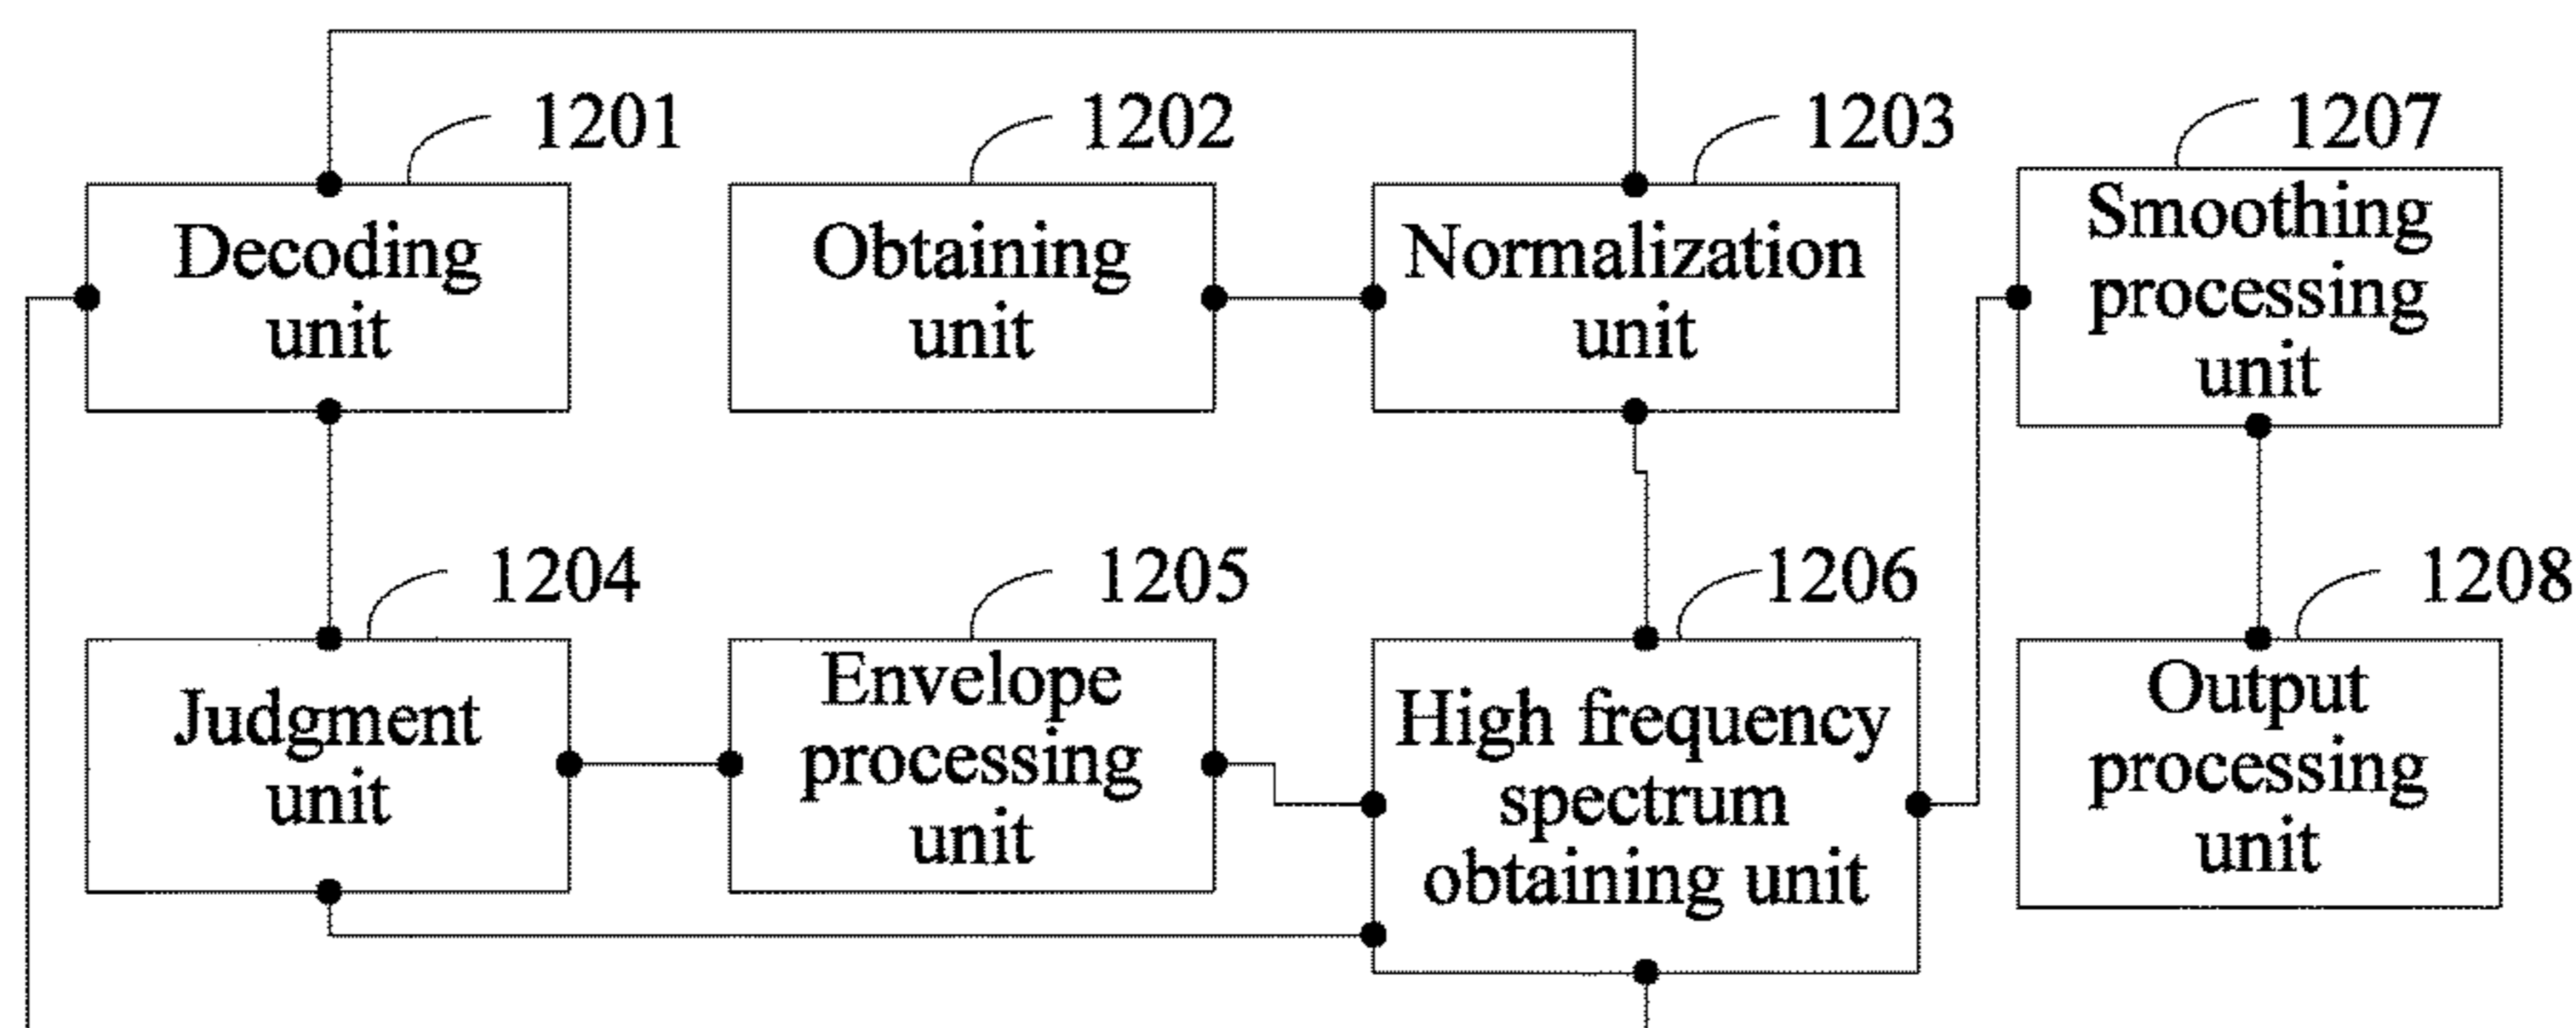 1201
1202
1203
1207
Decoding
unit
Obtaining
unit
Normalization
unit
Smoothing
processing
unit
1204
1205
1206
1208
Judgment
unit
Envelope
processing
unit
High frequency
spectrum
obtaining unit
Output
processing
unit